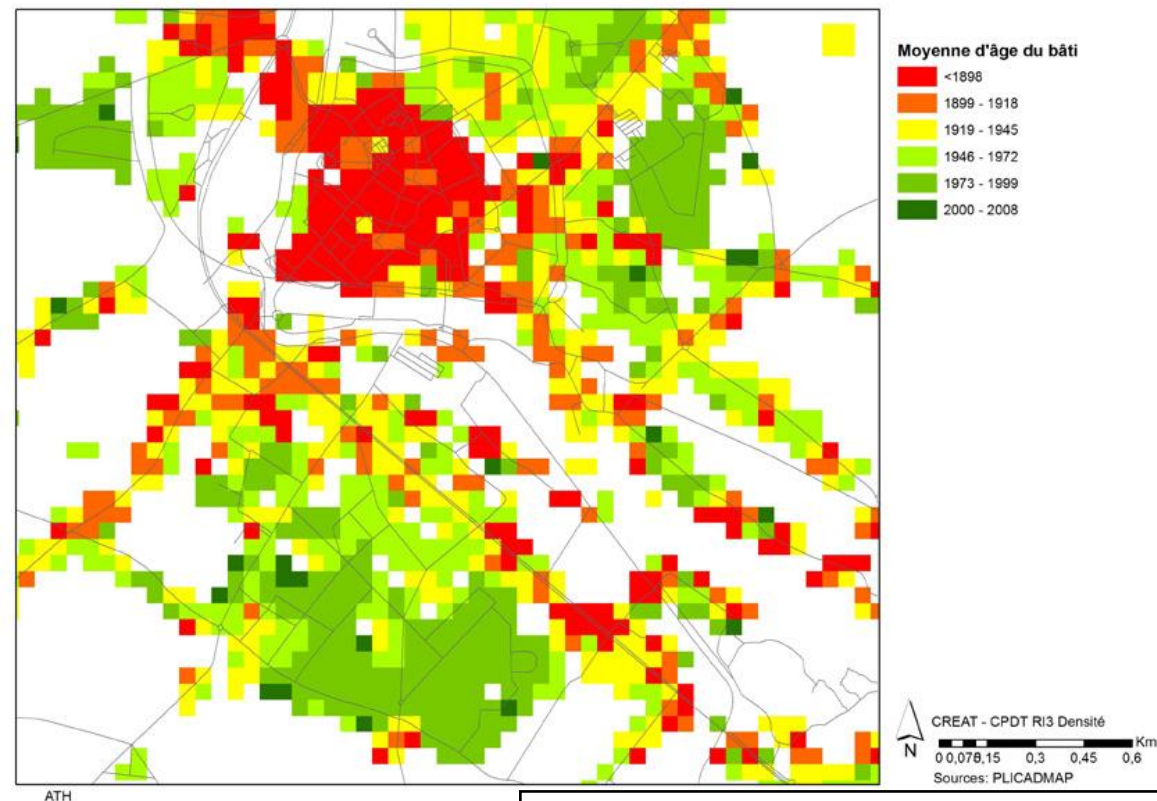 Moyenne d'âge du bâti
<1898
1899 - 1918
1919 - 1945
1946 - 1972
1973 - 1999
2000 - 2008
N
CREAT - CPDT RI3 Densité
Km
0 0,075 0,15 0,3 0,45 0,6
Sources: PLICADMAP
ATH